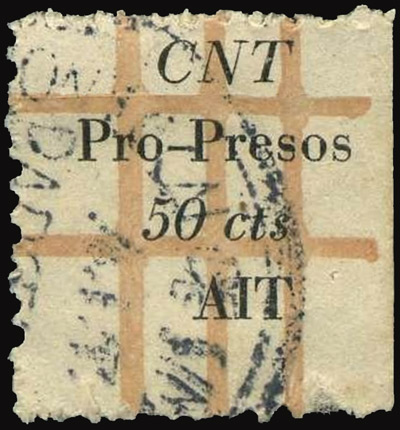 CNT
Pro-Presos
50 cts
AIT